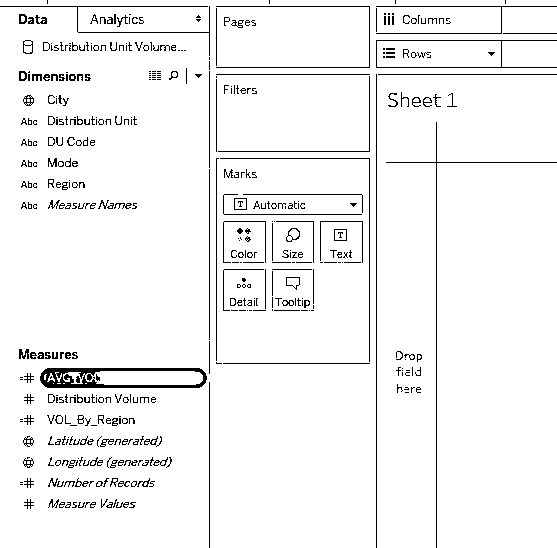 Data
Analytics
Distribution Unit Volume...
Dimensions
City
Abc Distribution Unit
Abc DU Code
Abc Mode
Abc Region
Abc Measure Names
Measures
=# AVG_VOL
# Distribution Volume
=# VOL_By_Region
Latitude (generated)
Longitude (generated)
=# Number of Records
# Measure Values
Pages
Filters
Marks
T Automatic
Color
Size
T Text
Detail
Tooltip
Columns
Rows
Sheet 1
Drop
field
here